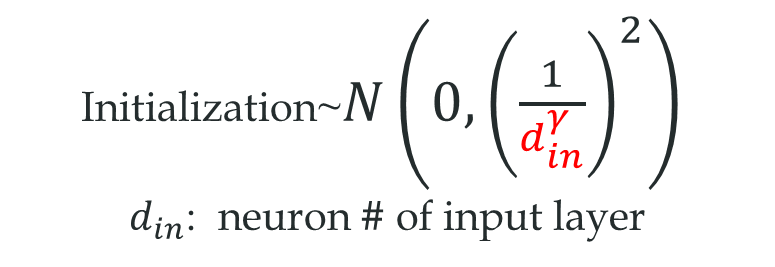 Initialization~N(0, (1/d_in^γ)^2)
d_in: neuron # of input layer